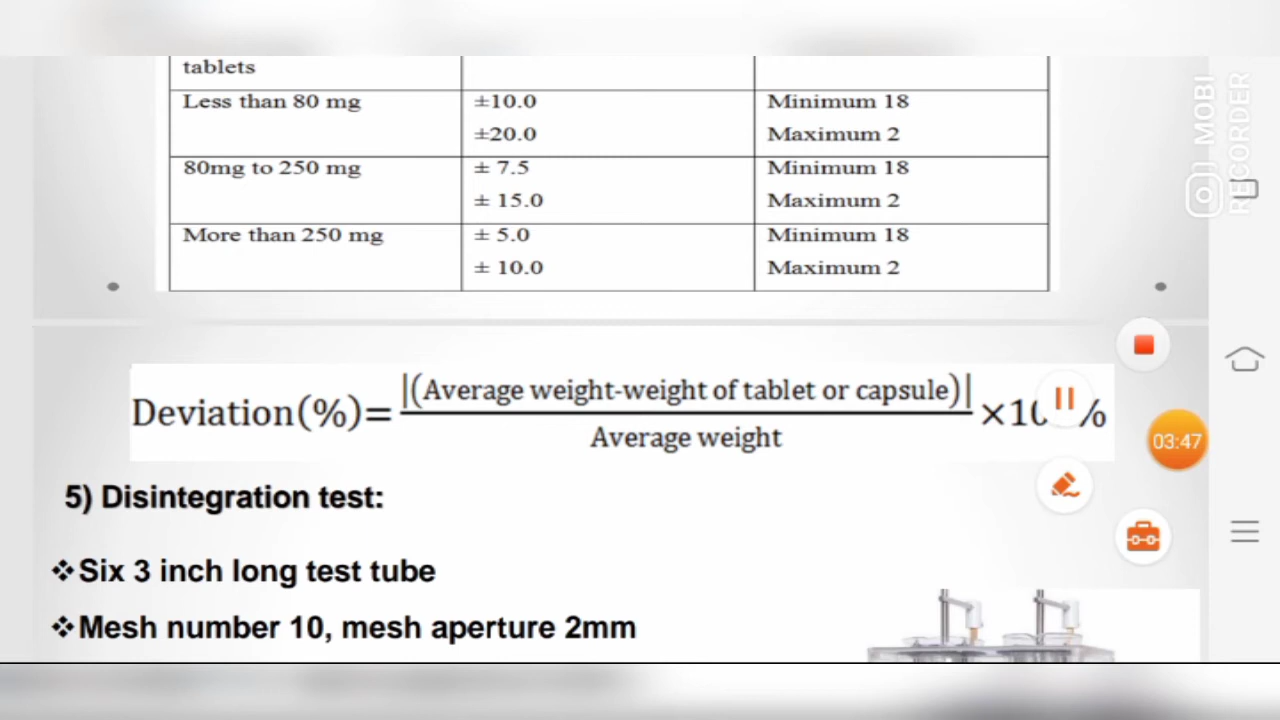 tablets
Less than 80 mg ±10.0 Minimum 18
±20.0 Maximum 2
80mg to 250 mg ± 7.5 Minimum 18
± 15.0 Maximum 2
More than 250 mg ± 5.0 Minimum 18
± 10.0 Maximum 2
|(Average weight-weight of tablet or capsule)|
Deviation(%)= ×10 %
Average weight
5) Disintegration test:
❖Six 3 inch long test tube
❖Mesh number 10, mesh aperture 2mm
MOBI
RECORDER
03:47